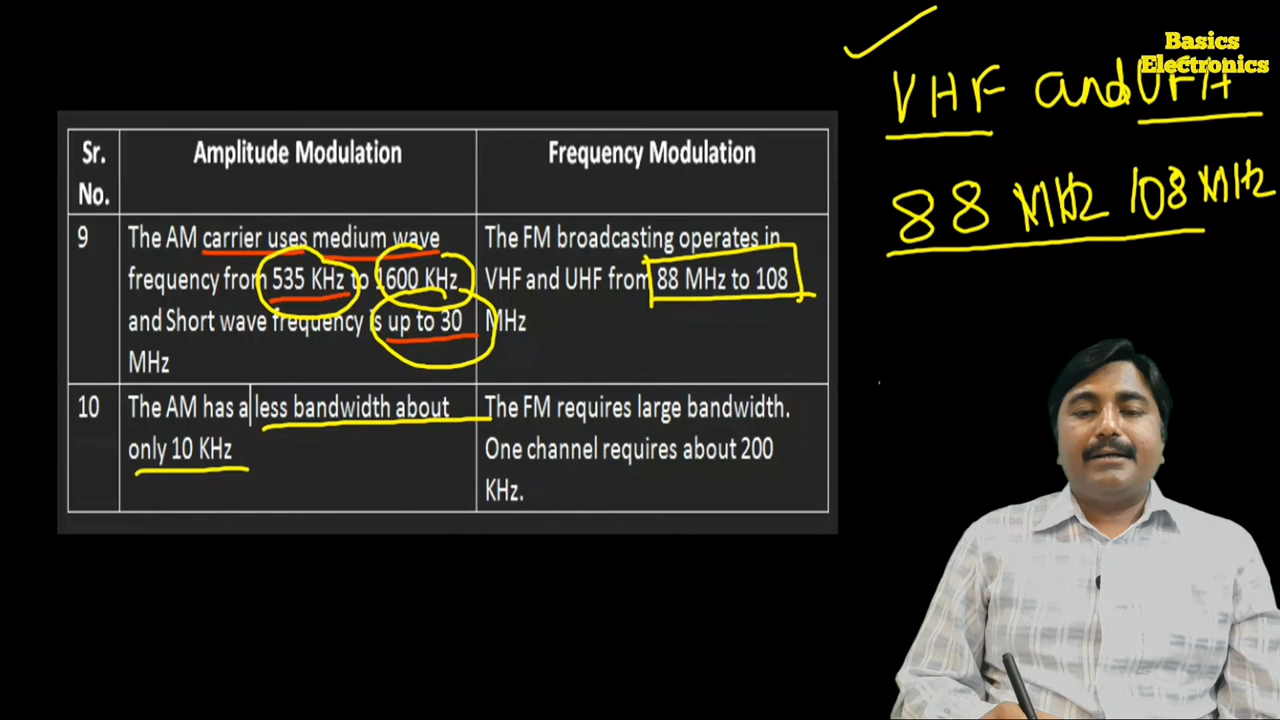 Basics
Electronics
VHF and UFH
88 MHz 108 MHz
Sr. No.
Amplitude Modulation
Frequency Modulation
9
The AM carrier uses medium wave
frequency from 535 KHz to 1600 KHz
and Short wave frequency is up to 30
MHz
The FM broadcasting operates in
VHF and UHF from 88 MHz to 108
MHz
10
The AM has a less bandwidth about
only 10 KHz
The FM requires large bandwidth.
One channel requires about 200
KHz.